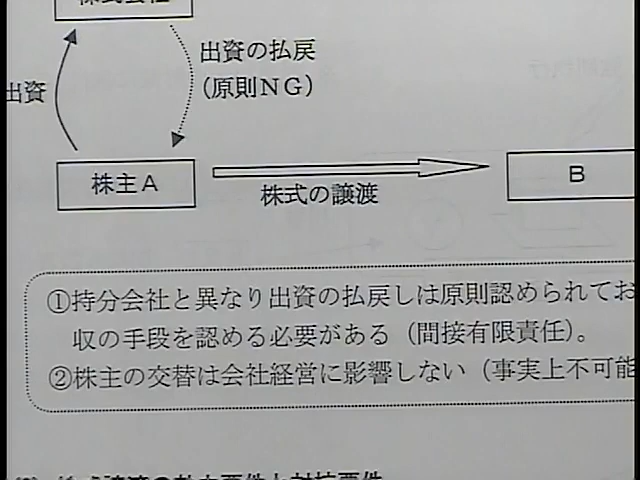 株式会社
出資の払戻
(原則ＮＧ)
出資
株主Ａ
株式の譲渡
Ｂ
①持分会社と異なり出資の払戻しは原則認められてお
収の手段を認める必要がある（間接有限責任）。
②株主の交替は会社経営に影響しない（事実上不可能